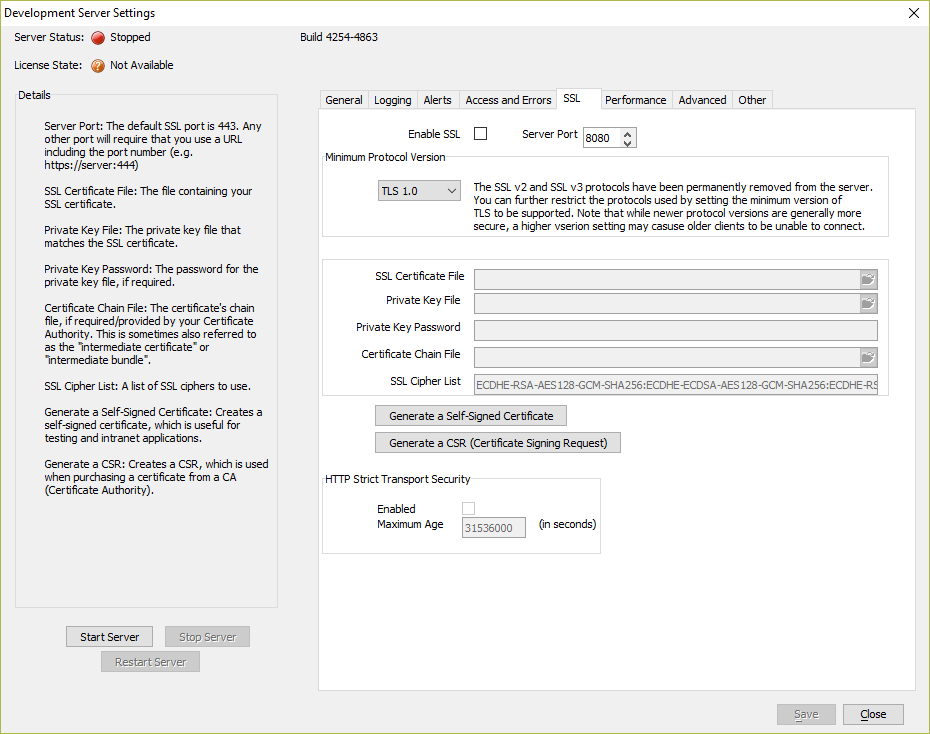 Development Server Settings
Server Status: Stopped
Build 4254-4863
License State: ? Not Available
Details
Server Port: The default SSL port is 443. Any
other port will require that you use a URL
including the port number (e.g.
https://server:444)
SSL Certificate File: The file containing your
SSL certificate.
Private Key File: The private key file that
matches the SSL certificate.
Private Key Password: The password for the
private key file, if required.
Certificate Chain File: The certificate's chain
file, if required/provided by your Certificate
Authority. This is sometimes also referred to
as the "intermediate certificate" or
"intermediate bundle".
SSL Cipher List: A list of SSL ciphers to use.
Generate a Self-Signed Certificate: Creates a
self-signed certificate, which is useful for
testing and intranet applications.
Generate a CSR: Creates a CSR, which is used
when purchasing a certificate from a CA
(Certificate Authority).
Start Server Stop Server
Restart Server
General Logging Alerts Access and Errors SSL Performance Advanced Other
Enable SSL Server Port 8080
Minimum Protocol Version
TLS 1.0
The SSL v2 and SSL v3 protocols have been permanently removed from the server.
You can further restrict the protocols used by setting the minimum version of
TLS to be supported. Note that while newer protocol versions are generally more
secure, a higher vserion setting may casuse older clients to be unable to connect.
SSL Certificate File
Private Key File
Private Key Password
Certificate Chain File
SSL Cipher List ECDHE-RSA-AES128-GCM-SHA256:ECDHE-ECDSA-AES128-GCM-SHA256:ECDHE-RS
Generate a Self-Signed Certificate
Generate a CSR (Certificate Signing Request)
HTTP Strict Transport Security
Enabled
Maximum Age 31536000 (in seconds)
Save Close